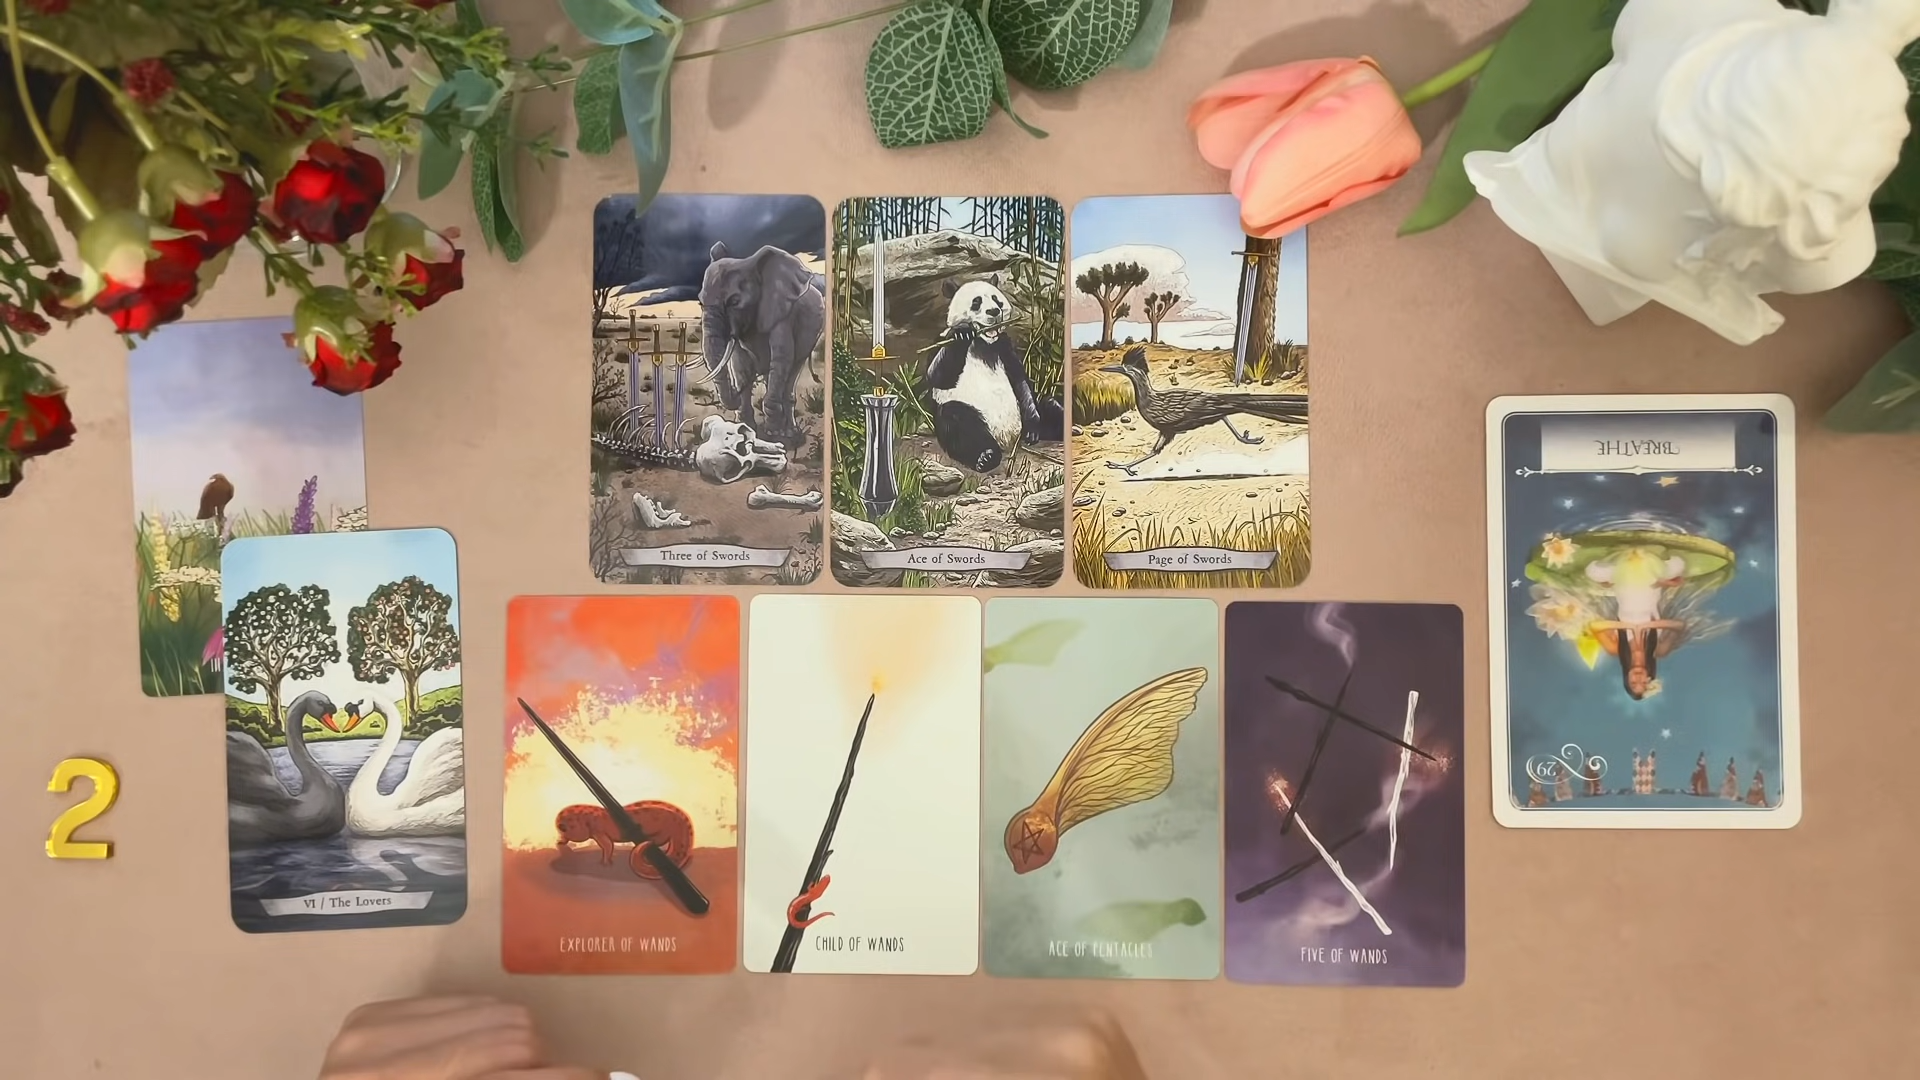 Three of Swords
Ace of Swords
Page of Swords
BREATHE
29
2
VI / The Lovers
EXPLORER OF WANDS
CHILD OF WANDS
ACE OF PENTACLES
FIVE OF WANDS